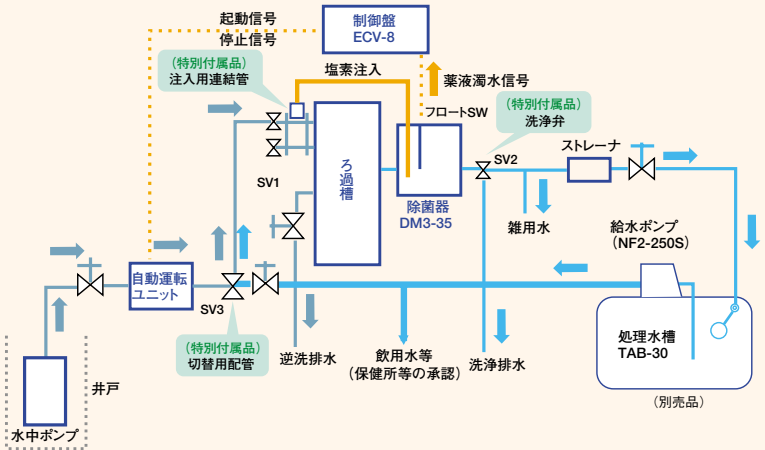 起動信号
停止信号
制御盤
ECV-8
(特別付属品)
注入用連結管
塩素注入
薬液濁水信号
フロートSW
(特別付属品)
洗浄弁
ストレーナ
SV2
SV1
ろ過槽
除菌器
DM3-35
雑用水
給水ポンプ
(NF2-250S)
自動運転
ユニット
SV3
(特別付属品)
切替用配管
逆洗排水
飲用水等
(保健所等の承認)
洗浄排水
処理水槽
TAB-30
(別売品)
井戸
水中ポンプ